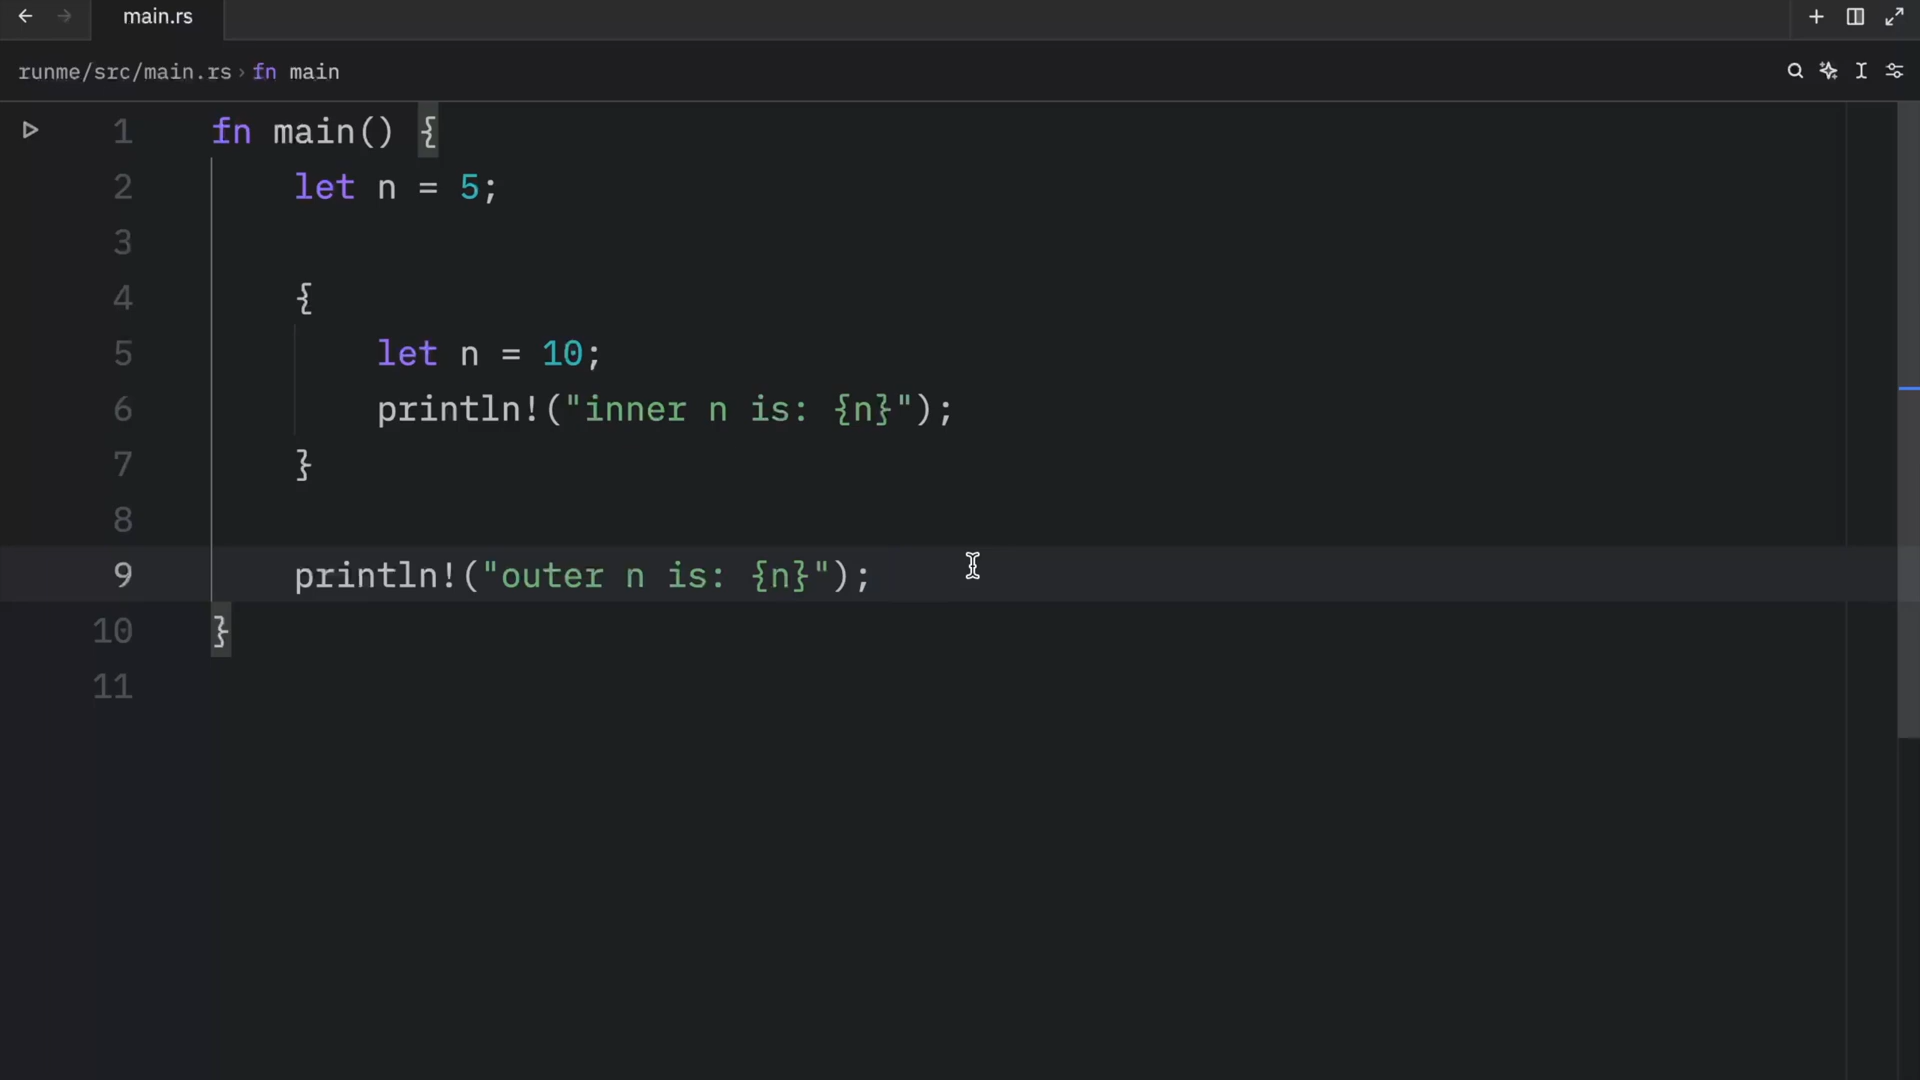 main.rs
runme/src/main.rs › fn main
1 fn main() {
2     let n = 5;
3
4     {
5         let n = 10;
6         println!("inner n is: {n}");
7     }
8
9     println!("outer n is: {n}");
10 }
11